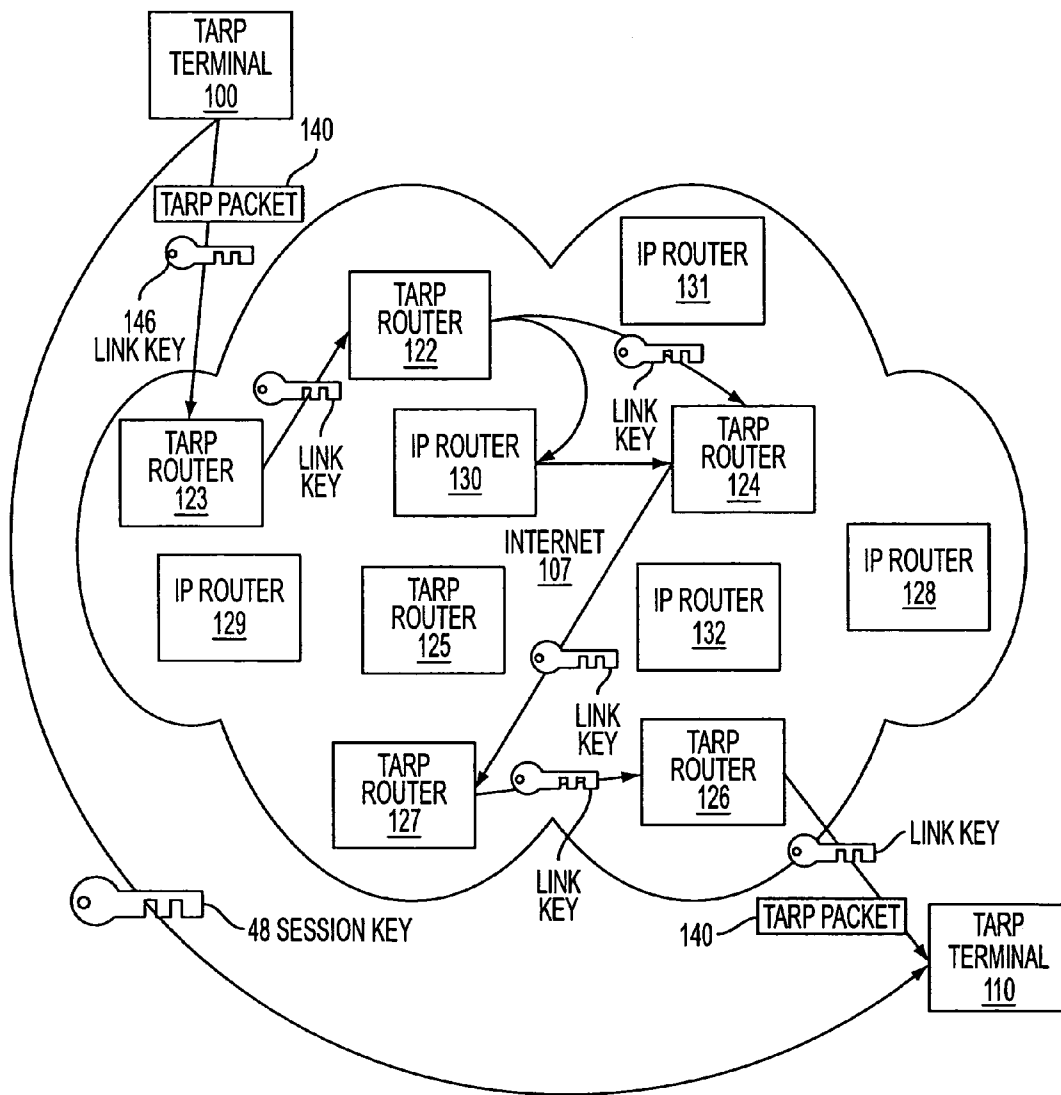 TARP
TERMINAL
100
140
TARP PACKET
146
LINK KEY
TARP
ROUTER
122
IP ROUTER
131
LINK
KEY
LINK
KEY
TARP
ROUTER
123
IP ROUTER
130
TARP
ROUTER
124
INTERNET
107
IP ROUTER
129
TARP
ROUTER
125
IP ROUTER
132
IP ROUTER
128
LINK
KEY
TARP
ROUTER
127
TARP
ROUTER
126
LINK
KEY
LINK KEY
48 SESSION KEY
140
TARP PACKET
TARP
TERMINAL
110